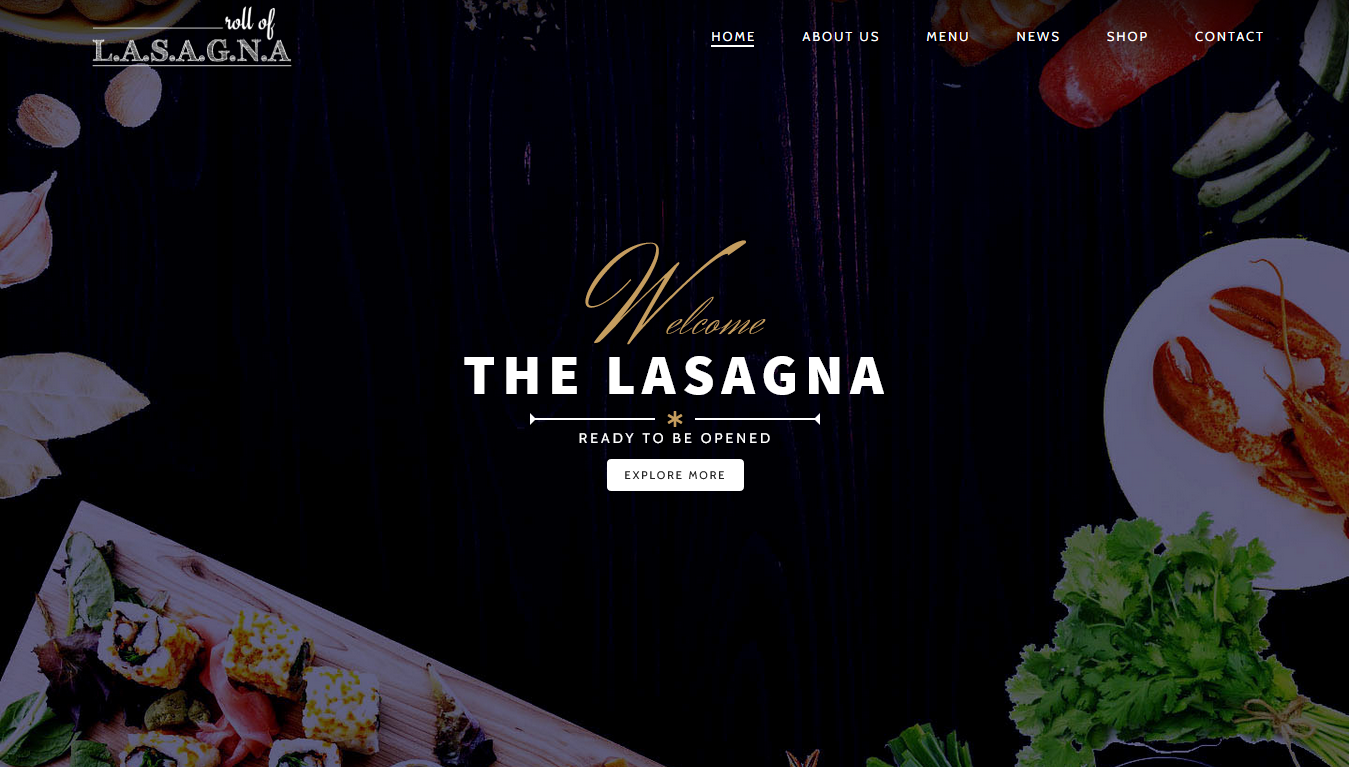 roll of
L.A.S.A.G.N.A
HOME ABOUT US MENU NEWS SHOP CONTACT
Welcome
THE LASAGNA
READY TO BE OPENED
EXPLORE MORE